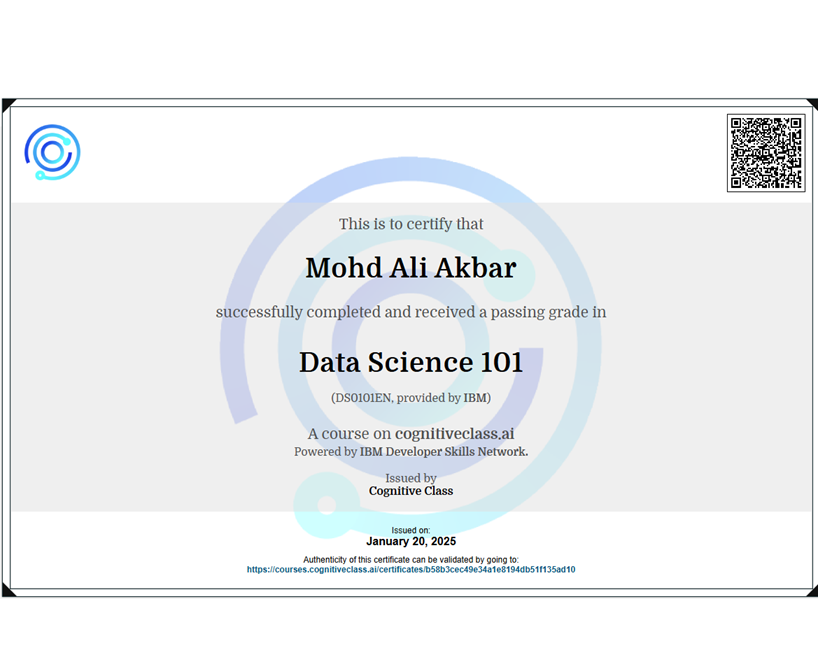 This is to certify that
Mohd Ali Akbar
successfully completed and received a passing grade in
Data Science 101
(DS0101EN, provided by IBM)
A course on cognitiveclass.ai
Powered by IBM Developer Skills Network.
Issued by
Cognitive Class
Issued on:
January 20, 2025
Authenticity of this certificate can be validated by going to:
https://courses.cognitiveclass.ai/certificates/b58b3cec49e34a1e8194db51f135ad10